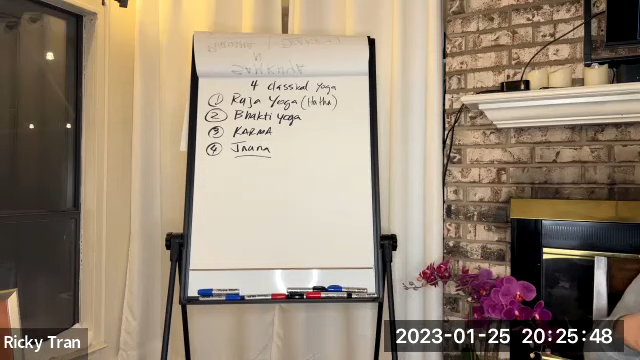 4 classical yoga
① Raja Yoga (Hatha)
② Bhakti yoga
③ KARMA
④ Jnana
Ricky Tran
2023-01-25 20:25:48